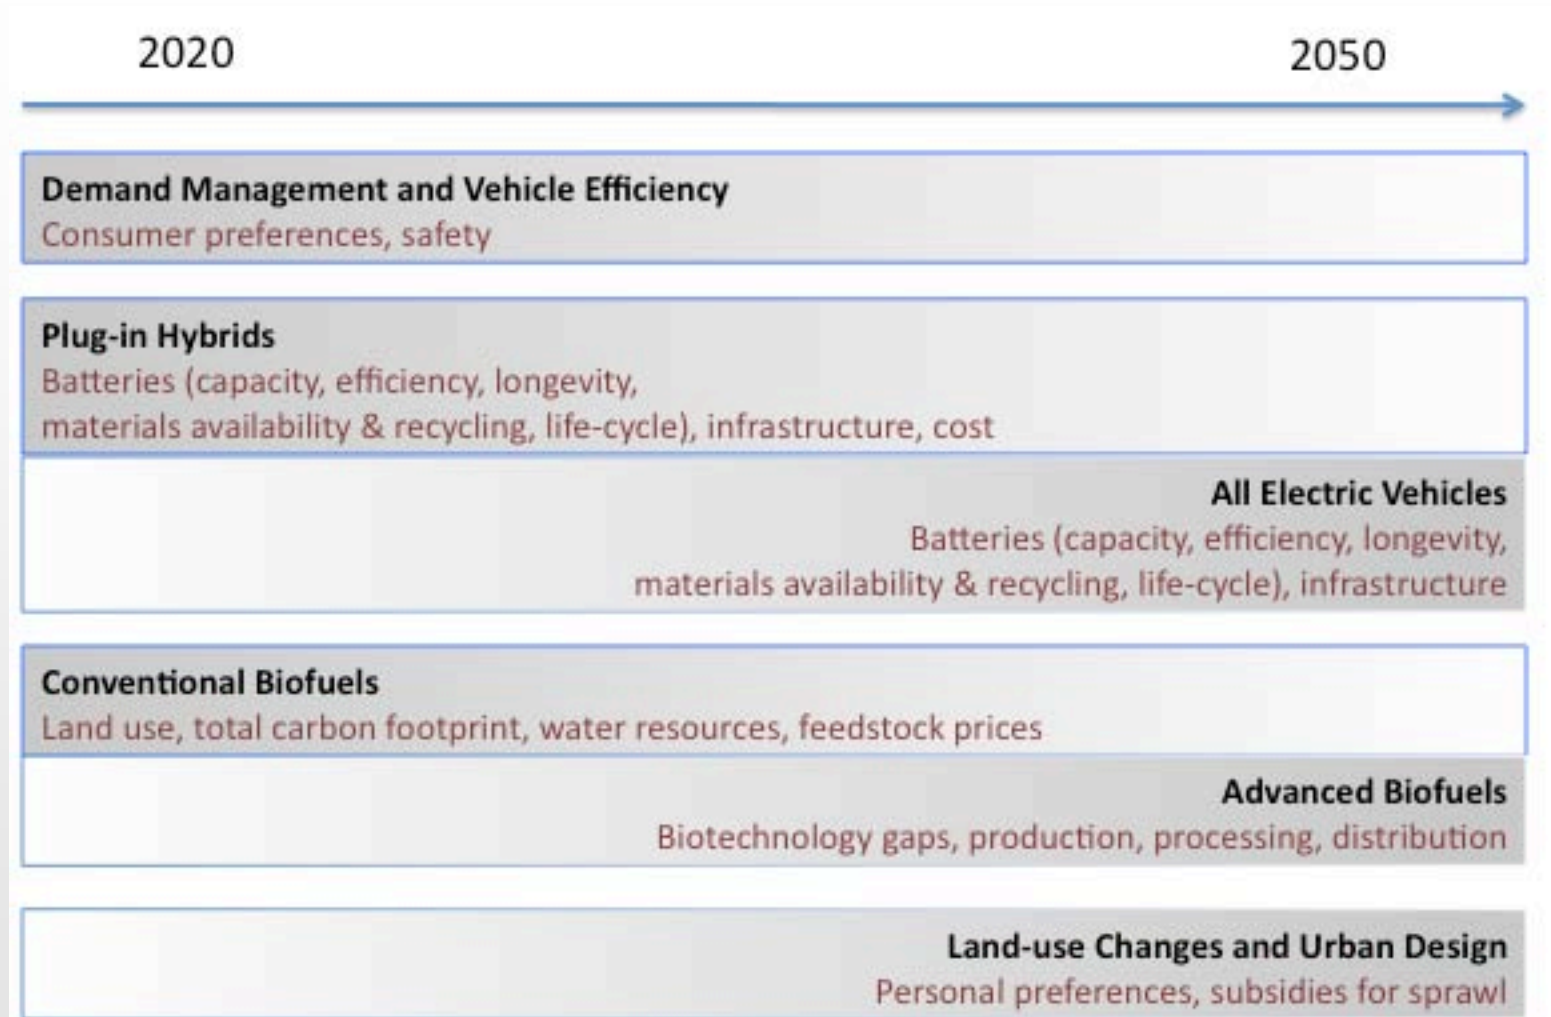 2020
2050
Demand Management and Vehicle Efficiency
Consumer preferences, safety
Plug-in Hybrids
Batteries (capacity, efficiency, longevity,
materials availability & recycling, life-cycle), infrastructure, cost
All Electric Vehicles
Batteries (capacity, efficiency, longevity,
materials availability & recycling, life-cycle), infrastructure
Conventional Biofuels
Land use, total carbon footprint, water resources, feedstock prices
Advanced Biofuels
Biotechnology gaps, production, processing, distribution
Land-use Changes and Urban Design
Personal preferences, subsidies for sprawl